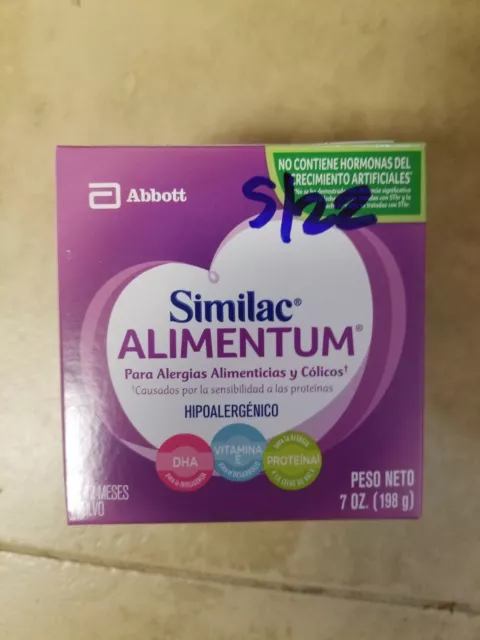 Abbott
NO CONTIENE HORMONAS DEL
CRECIMIENTO ARTIFICIALES*
S/22
Similac®
ALIMENTUM®
Para Alergias Alimenticias y Cólicos†
†Causados por la sensibilidad a las proteínas
HIPOALERGÉNICO
DHA
VITAMINA
E
PROTEÍNA
MESES
PESO NETO
7 OZ. (198 g)